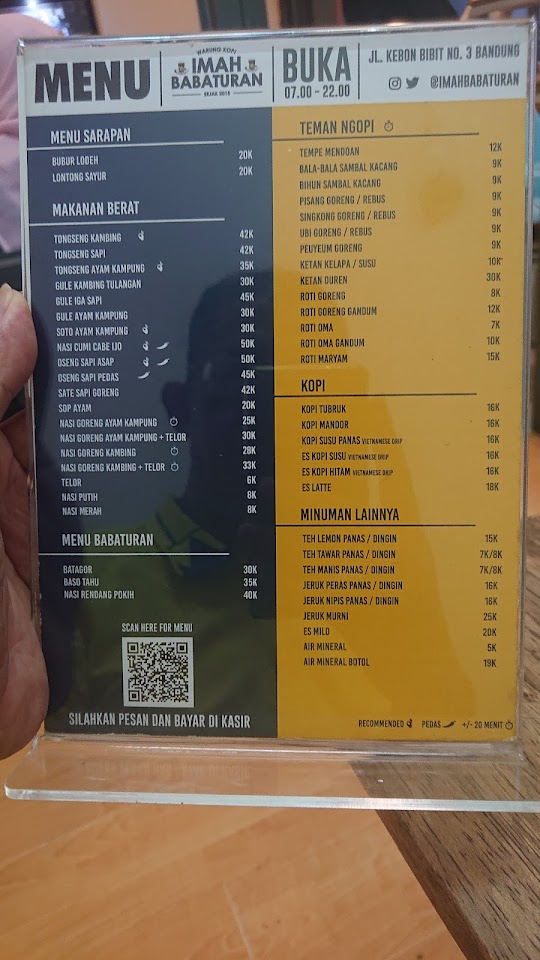 MENU
WARUNG KOPI
IMAH
BABATURAN
SEJAK 2015
BUKA
07.00 - 22.00
JL. KEBON BIBIT NO. 3 BANDUNG
@IMAHBABATURAN
MENU SARAPAN
BUBUR LODEH 20K
LONTONG SAYUR 20K
MAKANAN BERAT
TONGSENG KAMBING 42K
TONGSENG SAPI 42K
TONGSENG AYAM KAMPUNG 35K
GULE KAMBING TULANGAN 30K
GULE IGA SAPI 45K
GULE AYAM KAMPUNG 30K
SOTO AYAM KAMPUNG 30K
NASI CUMI CABE IJO 50K
OSENG SAPI ASAP 50K
OSENG SAPI PEDAS 45K
SATE SAPI GORENG 42K
SOP AYAM 20K
NASI GORENG AYAM KAMPUNG 25K
NASI GORENG AYAM KAMPUNG + TELOR 30K
NASI GORENG KAMBING 28K
NASI GORENG KAMBING + TELOR 33K
TELOR 6K
NASI PUTIH 8K
NASI MERAH 8K
MENU BABATURAN
BATAGOR 30K
BASO TAHU 35K
NASI RENDANG POKIH 40K
SCAN HERE FOR MENU
SILAHKAN PESAN DAN BAYAR DI KASIR
TEMAN NGOPI
TEMPE MENDOAN 12K
BALA-BALA SAMBAL KACANG 9K
BIHUN SAMBAL KACANG 9K
PISANG GORENG / REBUS 9K
SINGKONG GORENG / REBUS 9K
UBI GORENG / REBUS 9K
PEUYEUM GORENG 9K
KETAN KELAPA / SUSU 10K
KETAN DUREN 30K
ROTI GORENG 8K
ROTI GORENG GANDUM 12K
ROTI OMA 7K
ROTI OMA GANDUM 10K
ROTI MARYAM 15K
KOPI
KOPI TUBRUK 16K
KOPI MANDOR 16K
KOPI SUSU PANAS VIETNAMESE DRIP 16K
ES KOPI SUSU VIETNAMESE DRIP 16K
ES KOPI HITAM VIETNAMESE DRIP 16K
ES LATTE 18K
MINUMAN LAINNYA
TEH LEMON PANAS / DINGIN 15K
TEH TAWAR PANAS / DINGIN 7K/8K
TEH MANIS PANAS / DINGIN 7K/8K
JERUK PERAS PANAS / DINGIN 16K
JERUK NIPIS PANAS / DINGIN 16K
JERUK MURNI 25K
ES MILO 20K
AIR MINERAL 5K
AIR MINERAL BOTOL 19K
RECOMMENDED PEDAS +/- 20 MENIT